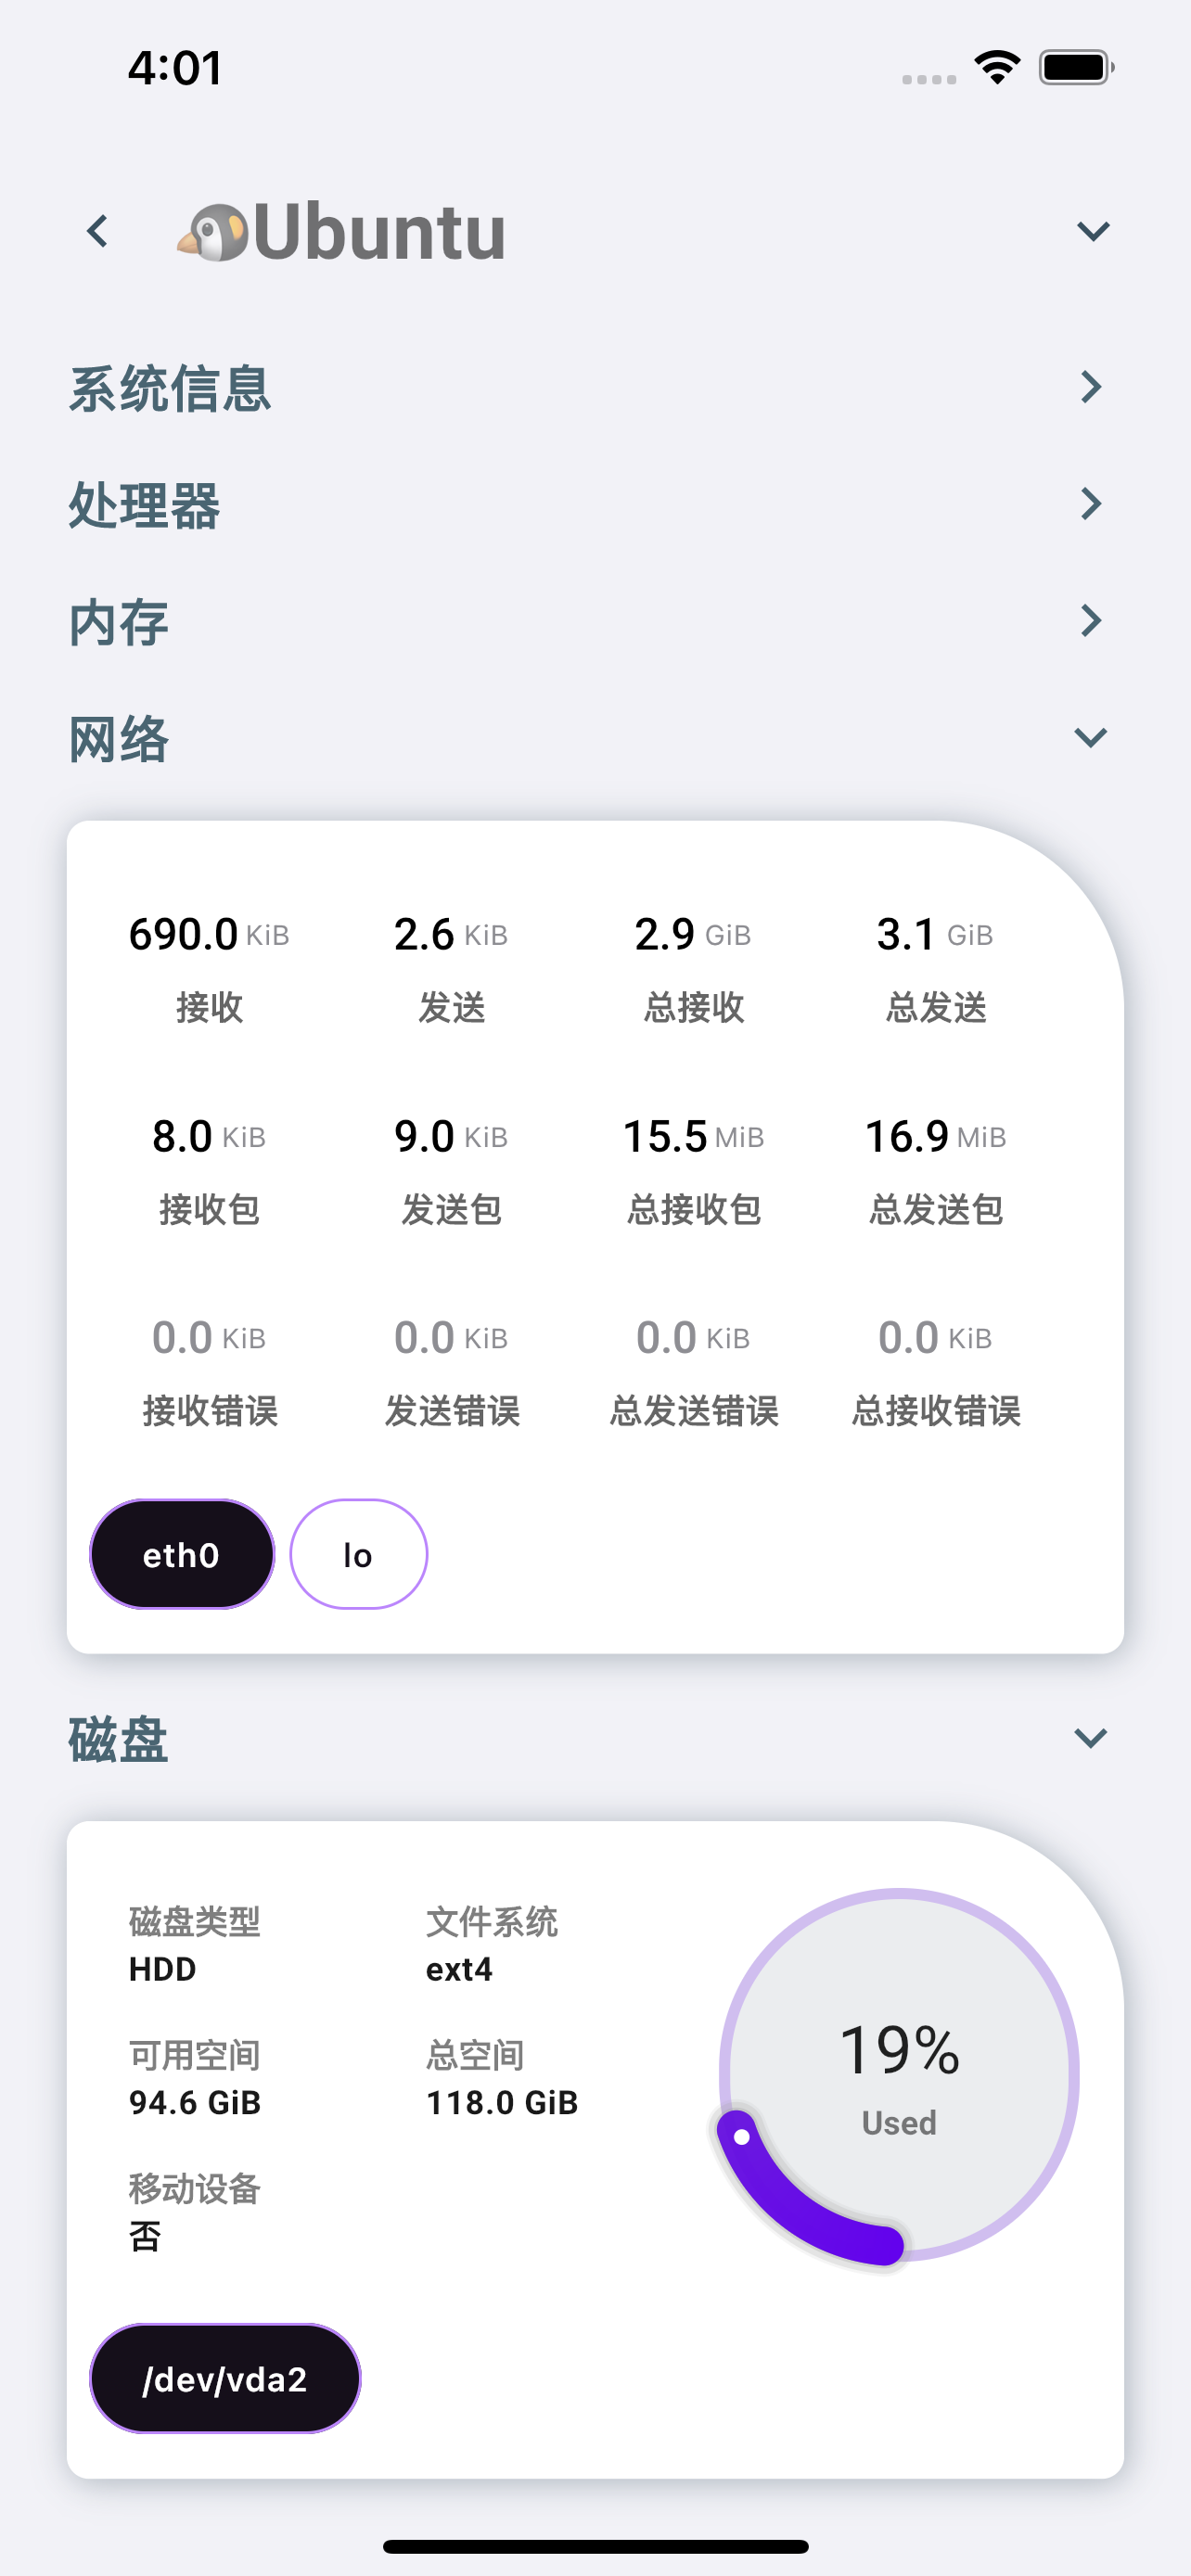 4:01
🐧Ubuntu
系统信息
处理器
内存
网络
690.0 KiB 2.6 KiB 2.9 GiB 3.1 GiB
接收 发送 总接收 总发送
8.0 KiB 9.0 KiB 15.5 MiB 16.9 MiB
接收包 发送包 总接收包 总发送包
0.0 KiB 0.0 KiB 0.0 KiB 0.0 KiB
接收错误 发送错误 总发送错误 总接收错误
eth0 lo
磁盘
磁盘类型 文件系统
HDD ext4
可用空间 总空间
94.6 GiB 118.0 GiB
移动设备
否
19%
Used
/dev/vda2